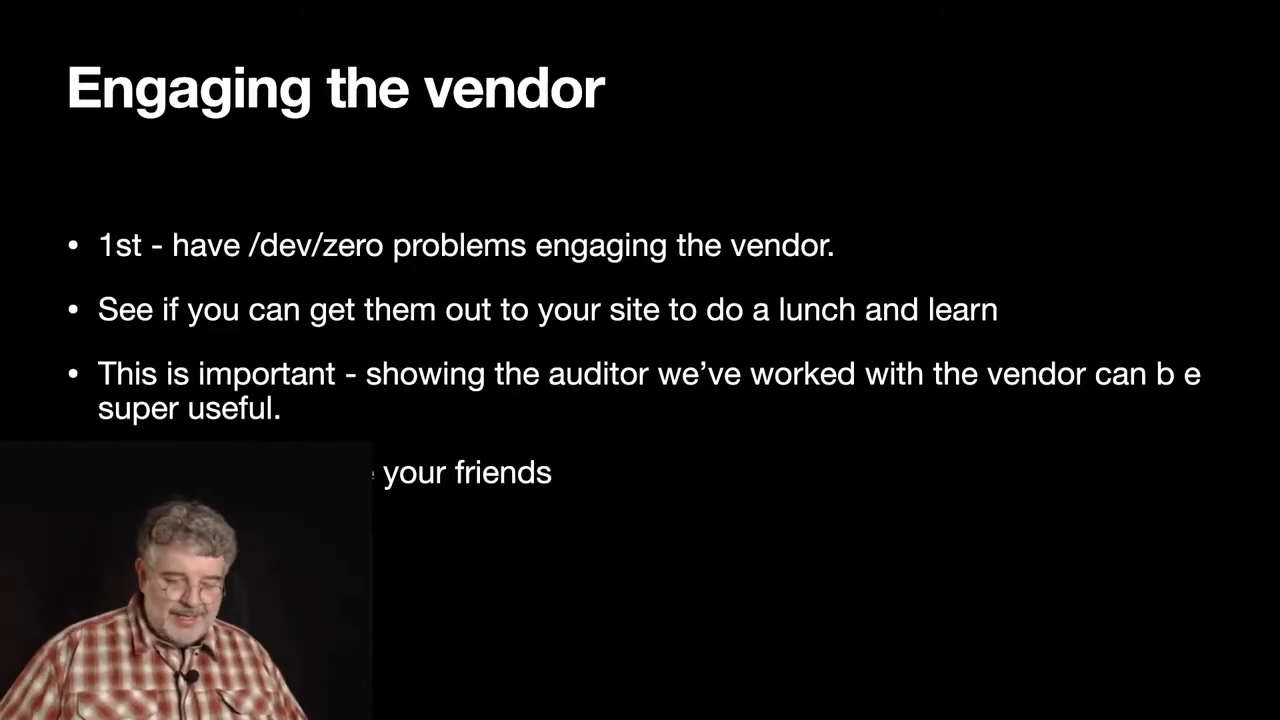 Engaging the vendor
• 1st - have /dev/zero problems engaging the vendor.
• See if you can get them out to your site to do a lunch and learn
• This is important - showing the auditor we’ve worked with the vendor can b e
super useful.
your friends